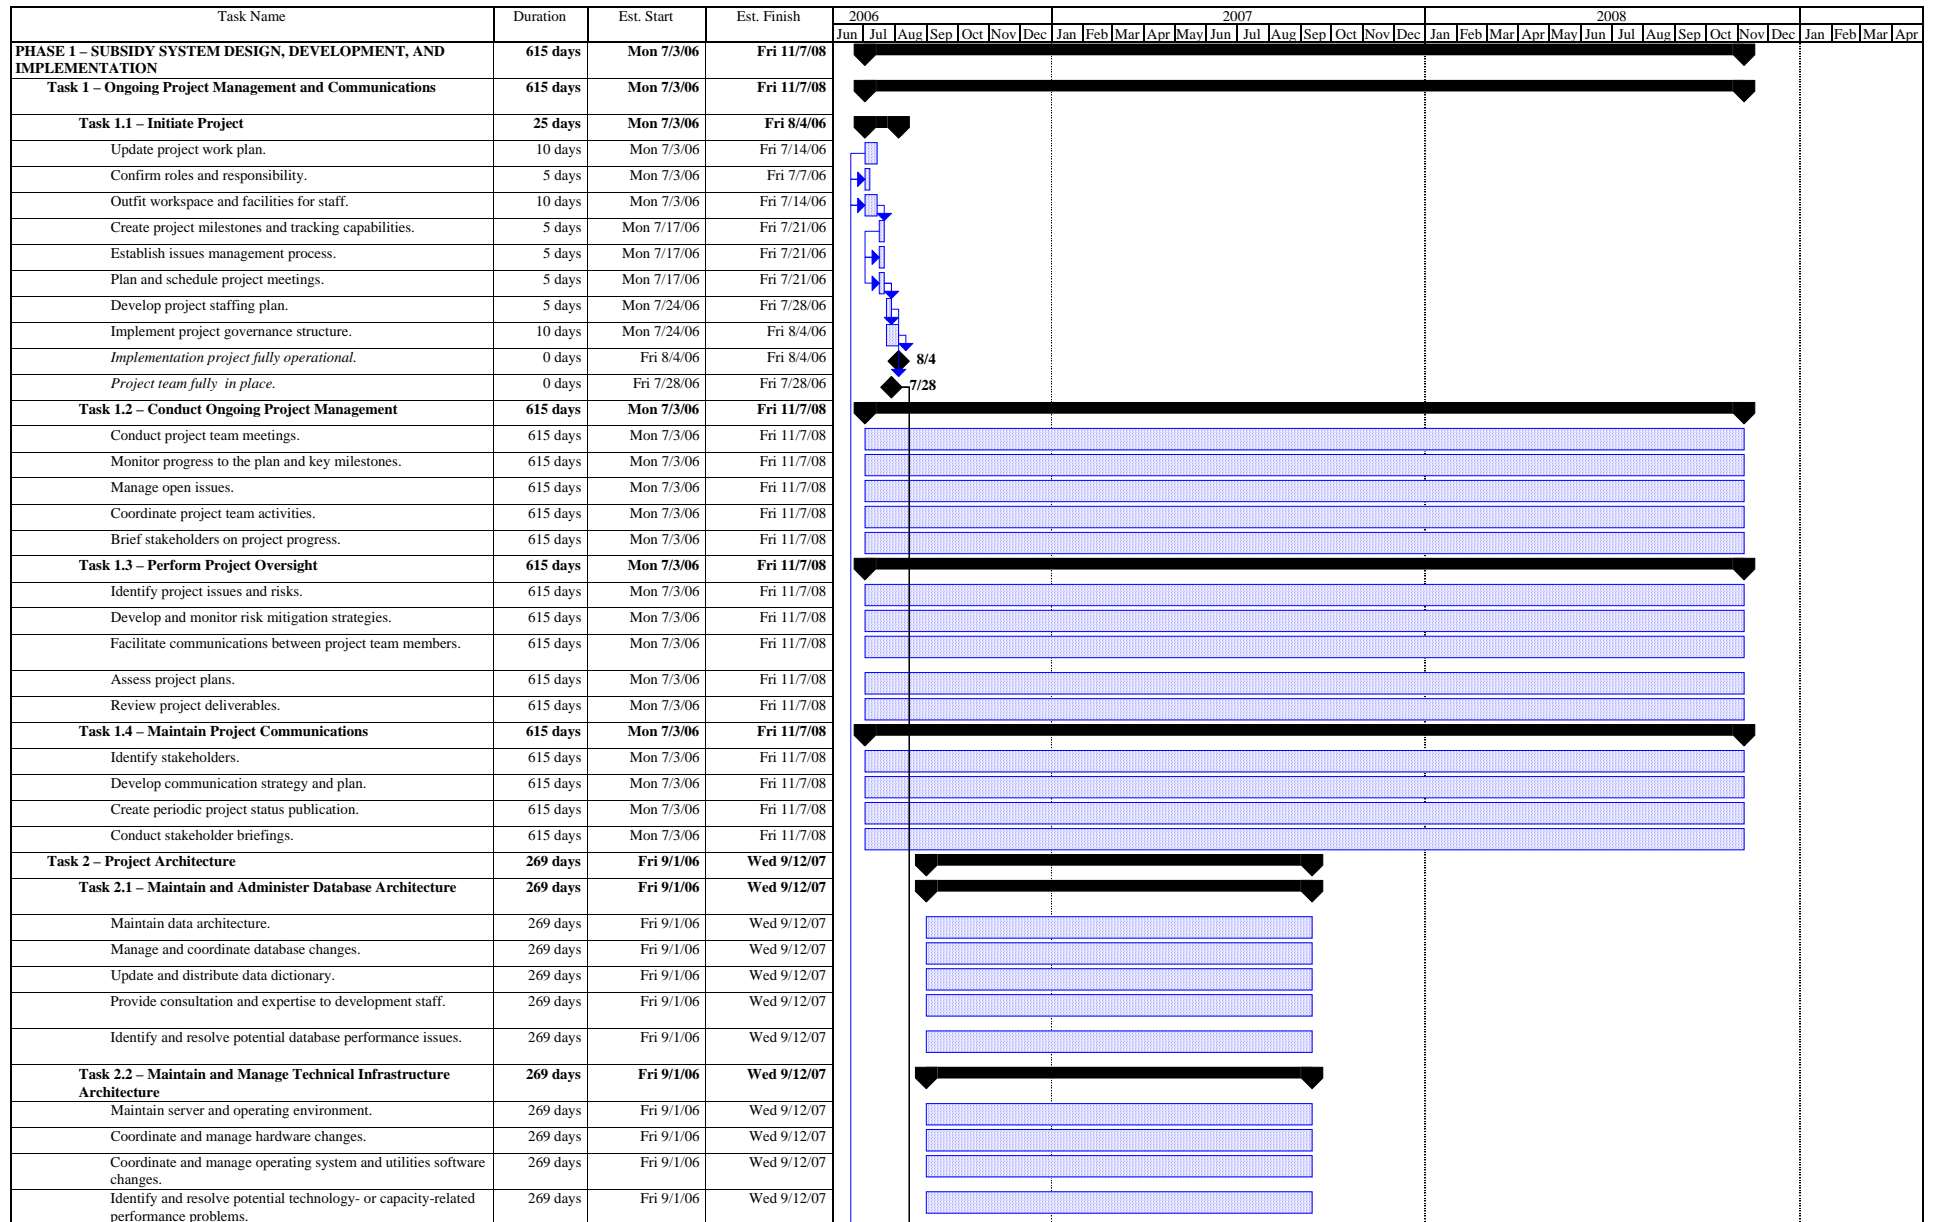 Task Name Duration Est. Start Est. Finish 2006 2007 2008
Jun Jul Aug Sep Oct Nov Dec Jan Feb Mar Apr May Jun Jul Aug Sep Oct Nov Dec Jan Feb Mar Apr May Jun Jul Aug Sep Oct Nov Dec Jan Feb Mar Apr
PHASE 1 – SUBSIDY SYSTEM DESIGN, DEVELOPMENT, AND 615 days Mon 7/3/06 Fri 11/7/08
IMPLEMENTATION
Task 1 – Ongoing Project Management and Communications 615 days Mon 7/3/06 Fri 11/7/08
Task 1.1 – Initiate Project 25 days Mon 7/3/06 Fri 8/4/06
Update project work plan. 10 days Mon 7/3/06 Fri 7/14/06
Confirm roles and responsibility. 5 days Mon 7/3/06 Fri 7/7/06
Outfit workspace and facilities for staff. 10 days Mon 7/3/06 Fri 7/14/06
Create project milestones and tracking capabilities. 5 days Mon 7/17/06 Fri 7/21/06
Establish issues management process. 5 days Mon 7/17/06 Fri 7/21/06
Plan and schedule project meetings. 5 days Mon 7/17/06 Fri 7/21/06
Develop project staffing plan. 5 days Mon 7/24/06 Fri 7/28/06
Implement project governance structure. 10 days Mon 7/24/06 Fri 8/4/06
Implementation project fully operational. 0 days Fri 8/4/06 Fri 8/4/06 8/4
Project team fully in place. 0 days Fri 7/28/06 Fri 7/28/06 7/28
Task 1.2 – Conduct Ongoing Project Management 615 days Mon 7/3/06 Fri 11/7/08
Conduct project team meetings. 615 days Mon 7/3/06 Fri 11/7/08
Monitor progress to the plan and key milestones. 615 days Mon 7/3/06 Fri 11/7/08
Manage open issues. 615 days Mon 7/3/06 Fri 11/7/08
Coordinate project team activities. 615 days Mon 7/3/06 Fri 11/7/08
Brief stakeholders on project progress. 615 days Mon 7/3/06 Fri 11/7/08
Task 1.3 – Perform Project Oversight 615 days Mon 7/3/06 Fri 11/7/08
Identify project issues and risks. 615 days Mon 7/3/06 Fri 11/7/08
Develop and monitor risk mitigation strategies. 615 days Mon 7/3/06 Fri 11/7/08
Facilitate communications between project team members. 615 days Mon 7/3/06 Fri 11/7/08
Assess project plans. 615 days Mon 7/3/06 Fri 11/7/08
Review project deliverables. 615 days Mon 7/3/06 Fri 11/7/08
Task 1.4 – Maintain Project Communications 615 days Mon 7/3/06 Fri 11/7/08
Identify stakeholders. 615 days Mon 7/3/06 Fri 11/7/08
Develop communication strategy and plan. 615 days Mon 7/3/06 Fri 11/7/08
Create periodic project status publication. 615 days Mon 7/3/06 Fri 11/7/08
Conduct stakeholder briefings. 615 days Mon 7/3/06 Fri 11/7/08
Task 2 – Project Architecture 269 days Fri 9/1/06 Wed 9/12/07
Task 2.1 – Maintain and Administer Database Architecture 269 days Fri 9/1/06 Wed 9/12/07
Maintain data architecture. 269 days Fri 9/1/06 Wed 9/12/07
Manage and coordinate database changes. 269 days Fri 9/1/06 Wed 9/12/07
Update and distribute data dictionary. 269 days Fri 9/1/06 Wed 9/12/07
Provide consultation and expertise to development staff. 269 days Fri 9/1/06 Wed 9/12/07
Identify and resolve potential database performance issues. 269 days Fri 9/1/06 Wed 9/12/07
Task 2.2 – Maintain and Manage Technical Infrastructure 269 days Fri 9/1/06 Wed 9/12/07
Architecture
Maintain server and operating environment. 269 days Fri 9/1/06 Wed 9/12/07
Coordinate and manage hardware changes. 269 days Fri 9/1/06 Wed 9/12/07
Coordinate and manage operating system and utilities software 269 days Fri 9/1/06 Wed 9/12/07
changes.
Identify and resolve potential technology- or capacity-related 269 days Fri 9/1/06 Wed 9/12/07
performance problems.